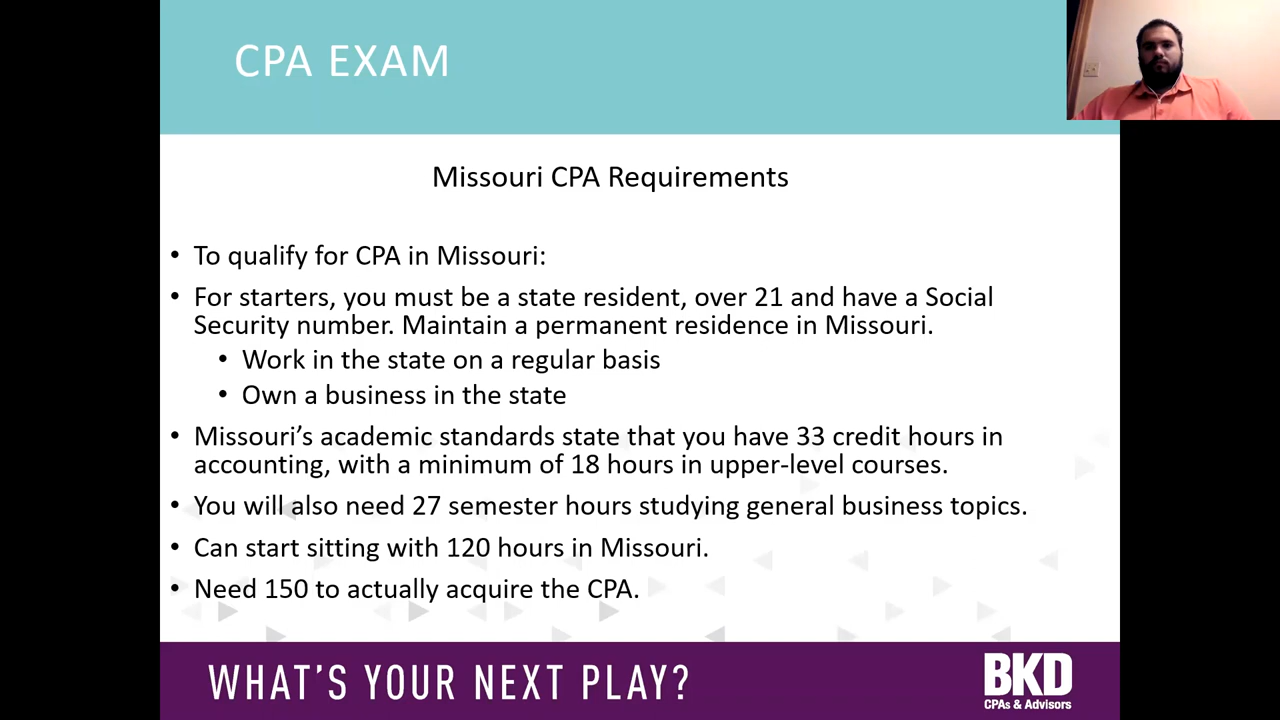 CPA EXAM
Missouri CPA Requirements
• To qualify for CPA in Missouri:
• For starters, you must be a state resident, over 21 and have a Social
Security number. Maintain a permanent residence in Missouri.
• Work in the state on a regular basis
• Own a business in the state
• Missouri’s academic standards state that you have 33 credit hours in
accounting, with a minimum of 18 hours in upper-level courses.
• You will also need 27 semester hours studying general business topics.
• Can start sitting with 120 hours in Missouri.
• Need 150 to actually acquire the CPA.
WHAT’S YOUR NEXT PLAY?
BKD
CPAs & Advisors